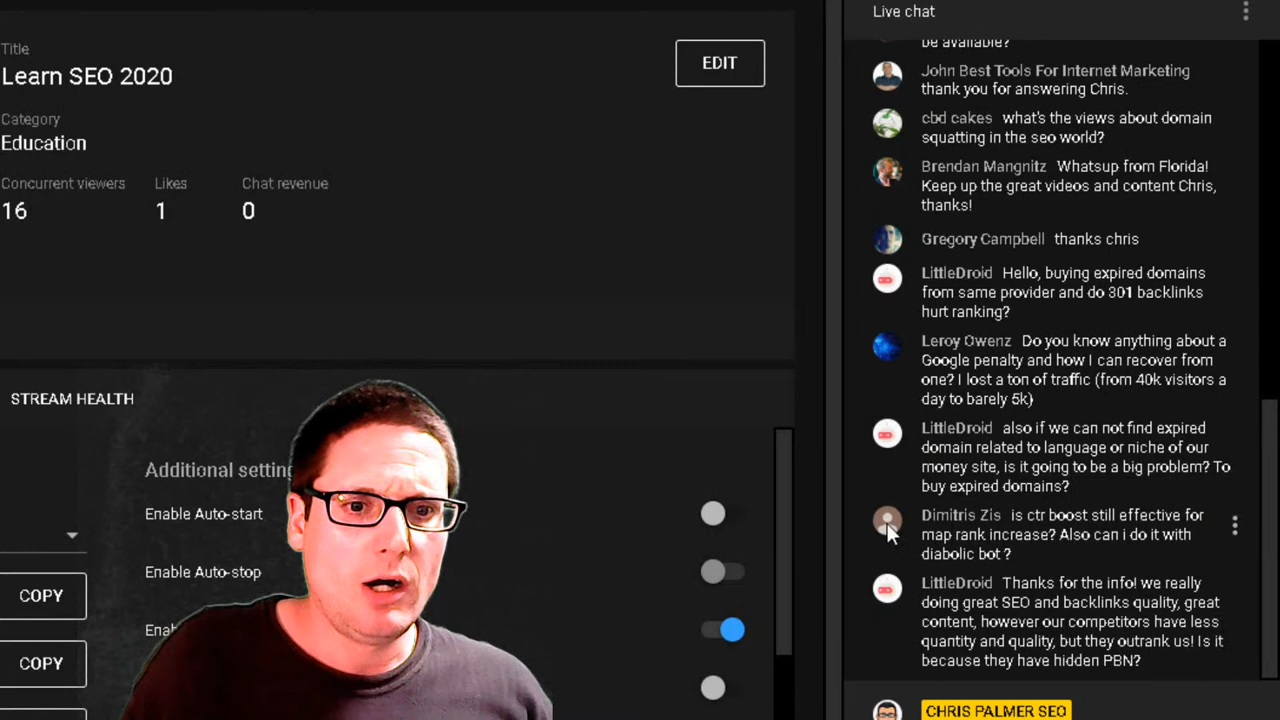 Title
Learn SEO 2020
EDIT
Category
Education
Concurrent viewers
Likes
Chat revenue
16
1
0
STREAM HEALTH
Additional setting
Enable Auto-start
Enable Auto-stop
Ena
COPY
COPY
Live chat
be available?
John Best Tools For Internet Marketing
thank you for answering Chris.
cbd cakes what's the views about domain
squatting in the seo world?
Brendan Mangnitz Whatsup from Florida!
Keep up the great videos and content Chris,
thanks!
Gregory Campbell thanks chris
LittleDroid Hello, buying expired domains
from same provider and do 301 backlinks
hurt ranking?
Leroy Owenz Do you know anything about a
Google penalty and how I can recover from
one? I lost a ton of traffic (from 40k visitors a
day to barely 5k)
LittleDroid also if we can not find expired
domain related to language or niche of our
money site, is it going to be a big problem? To
buy expired domains?
Dimitris Zis is ctr boost still effective for
map rank increase? Also can i do it with
diabolic bot ?
LittleDroid Thanks for the info! we really
doing great SEO and backlinks quality, great
content, however our competitors have less
quantity and quality, but they outrank us! Is it
because they have hidden PBN?
CHRIS PALMER SEO